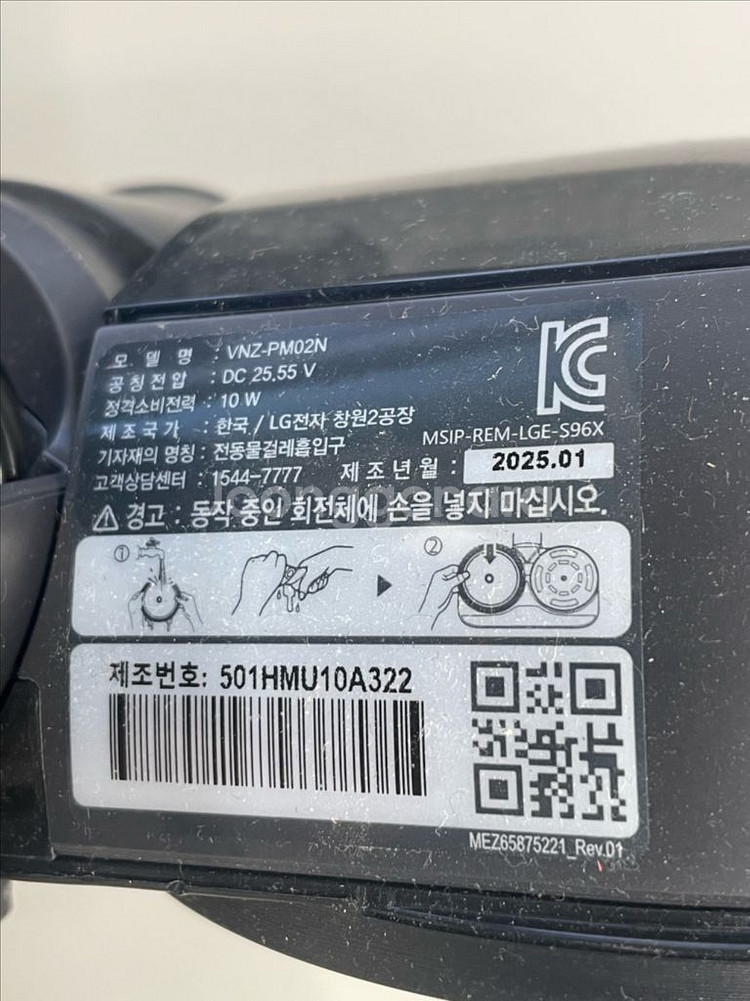 모 델 명 : VNZ-PM02N
공칭전압 : DC 25.55 V
정격소비전력 : 10 W
제 조 국 가 : 한국 / LG전자 창원2공장
기자재의 명칭 : 전동물걸레흡입구
MSIP-REM-LGE-S96X
고객상담센터 : 1544-7777 제 조 년 월 : 2025.01
⚠ 경고 : 동작 중인 회전체에 손을 넣지 마십시오.
① ②
제조번호: 501HMU10A322
MEZ65875221_Rev.01